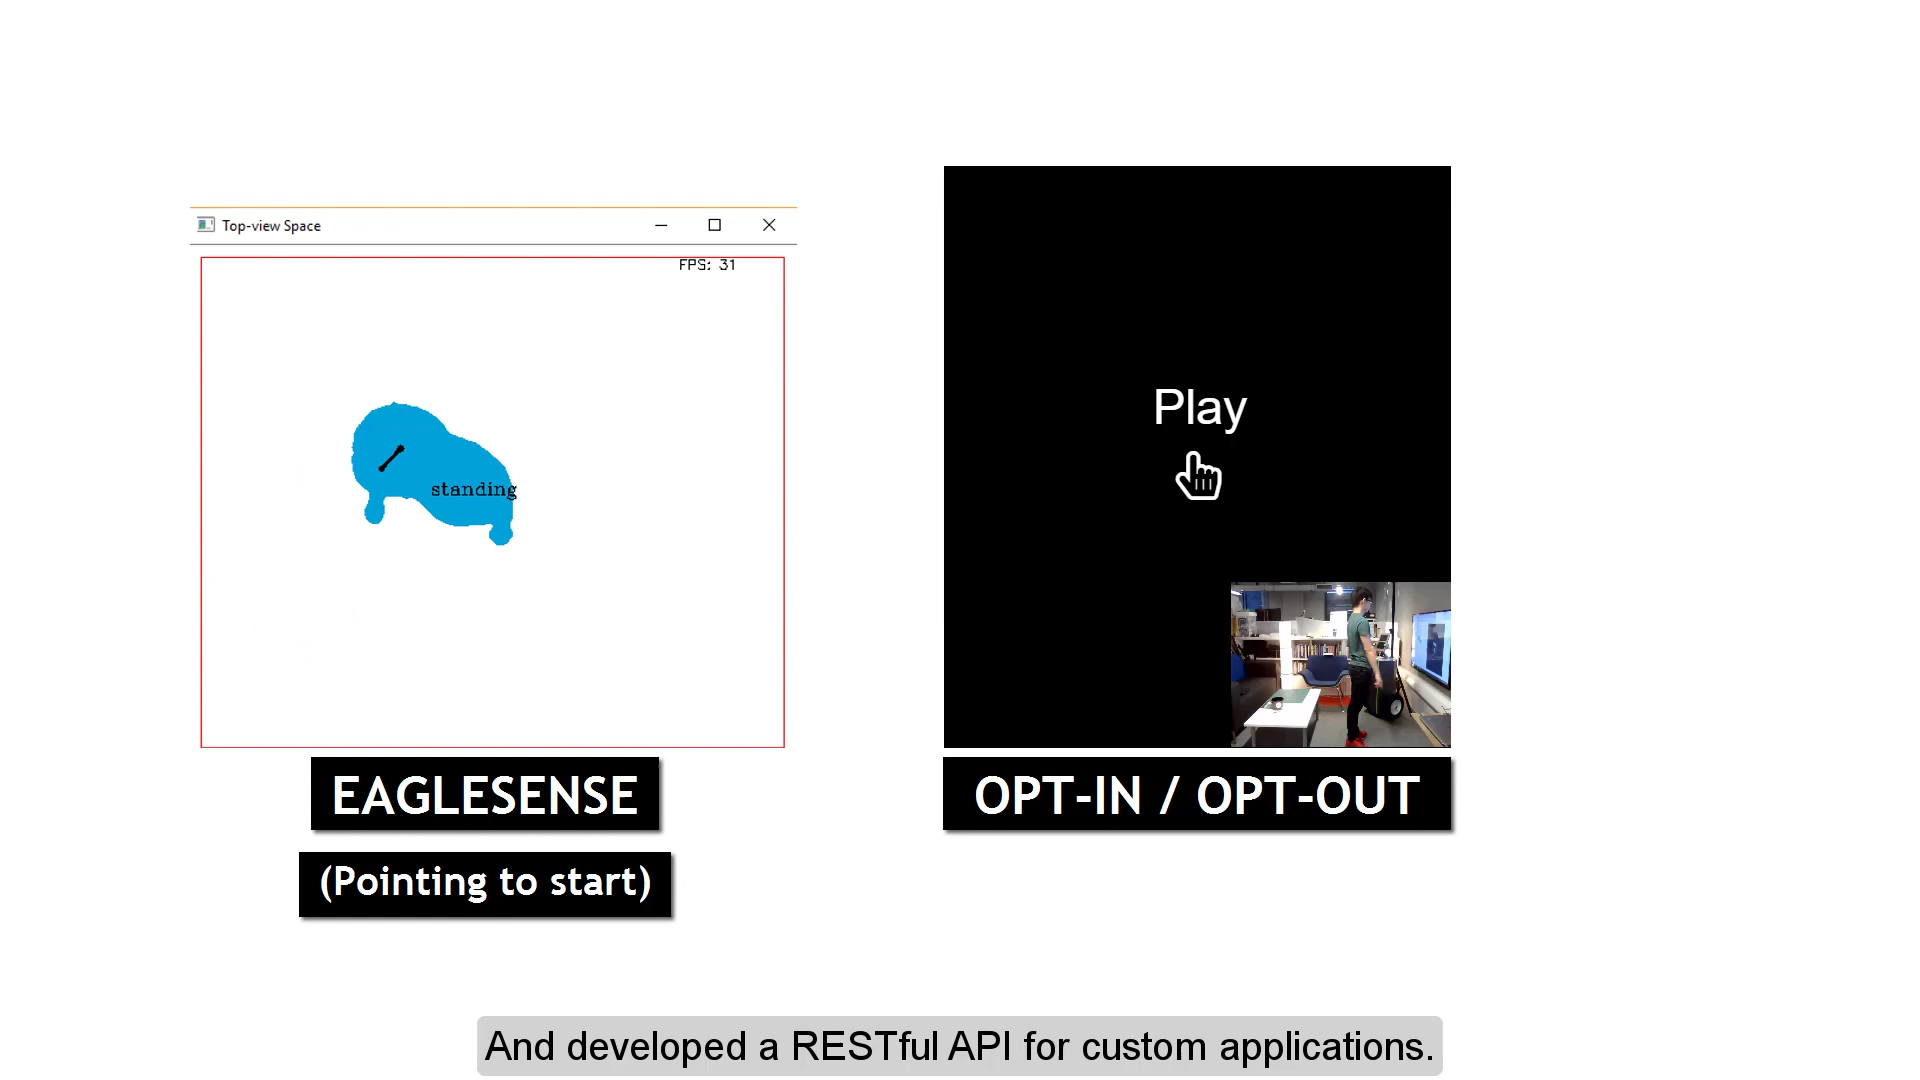 Top-view Space
FPS: 31
standing
Play
EAGLESENSE
OPT-IN / OPT-OUT
(Pointing to start)
And developed a RESTful API for custom applications.